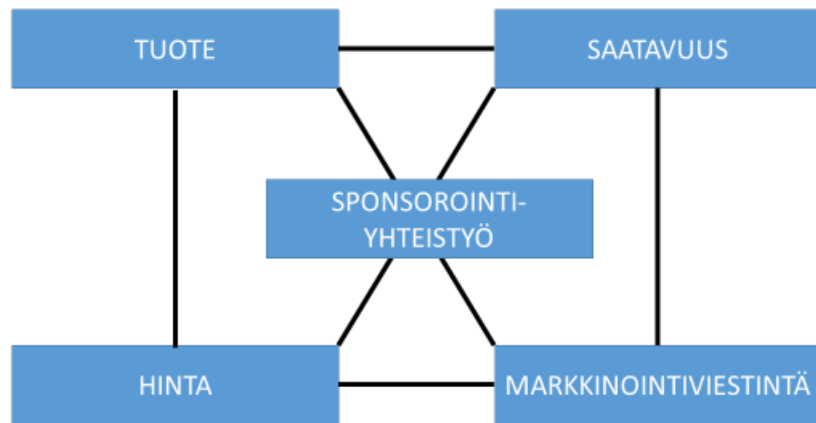 TUOTE
SAATAVUUS
SPONSOROINTI-
YHTEISTYÖ
HINTA
MARKKINOINTIVIESTINTÄ